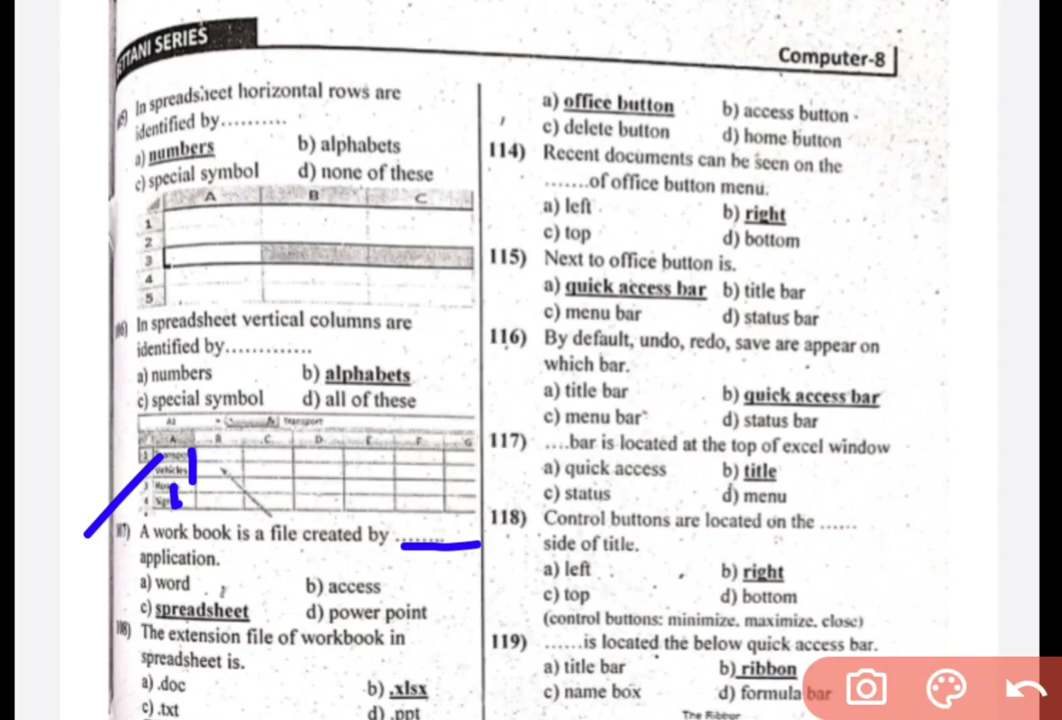 ETTANI SERIES
Computer-8
In spreadsheet horizontal rows are
identified by..........
a) numbers b) alphabets
c) special symbol d) none of these
A B C
1
2
3
4
5
In spreadsheet vertical columns are
identified by.............
a) numbers b) alphabets
c) special symbol d) all of these
A1 Transport
A B C D E F G
1
Vehicles
3
4
A work book is a file created by ........
application.
a) word b) access
c) spreadsheet d) power point
The extension file of workbook in
spreadsheet is.
a) .doc b) .xlsx
c) .txt d) .ppt
a) office button b) access button
c) delete button d) home button
114) Recent documents can be seen on the
.......of office button menu.
a) left b) right
c) top d) bottom
115) Next to office button is.
a) quick access bar b) title bar
c) menu bar d) status bar
116) By default, undo, redo, save are appear on
which bar.
a) title bar b) quick access bar
c) menu bar d) status bar
117) ....bar is located at the top of excel window
a) quick access b) title
c) status d) menu
118) Control buttons are located on the ......
side of title.
a) left b) right
c) top d) bottom
(control buttons: minimize, maximize, close)
119) ......is located the below quick access bar.
a) title bar b) ribbon
c) name box d) formula bar
The Ribbon